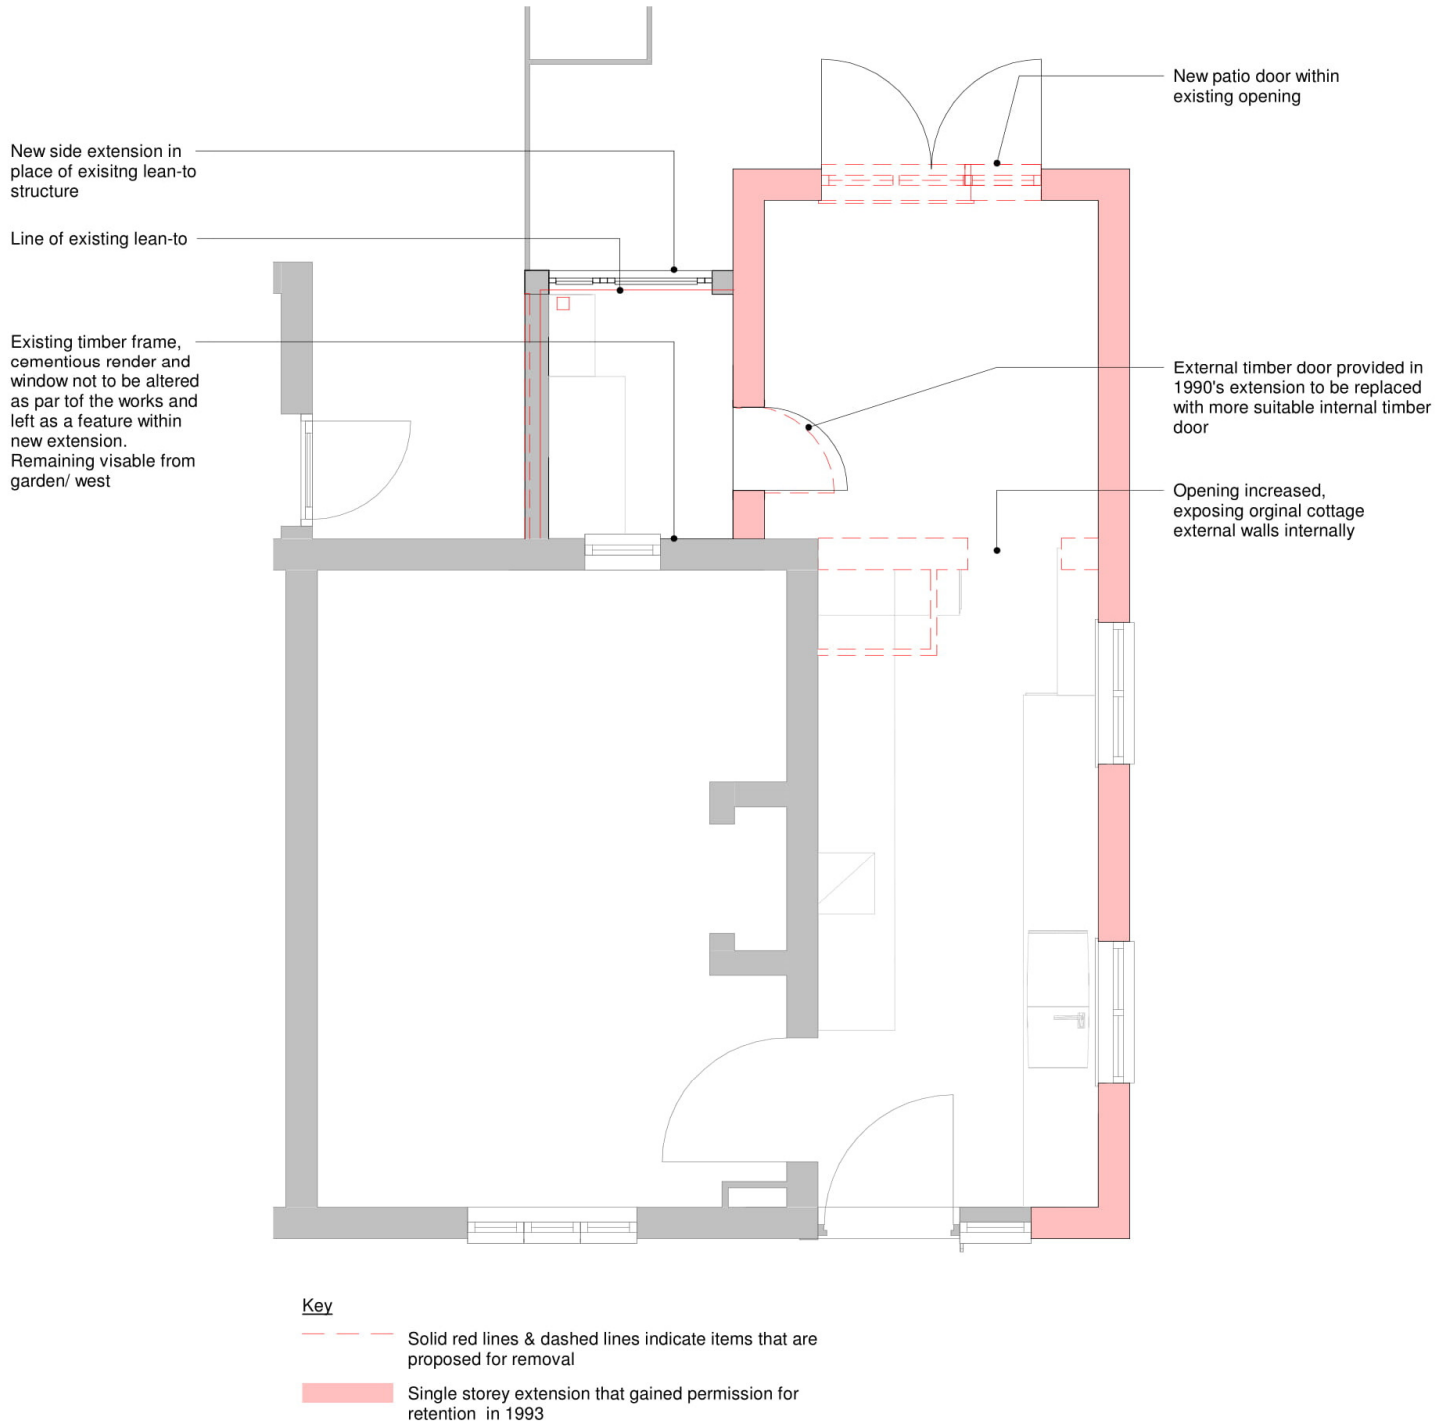 New patio door within
existing opening
New side extension in
place of exisitng lean-to
structure
Line of existing lean-to
Existing timber frame,
cementious render and
window not to be altered
as par tof the works and
left as a feature within
new extension.
Remaining visable from
garden/ west
External timber door provided in
1990's extension to be replaced
with more suitable internal timber
door
Opening increased,
exposing orginal cottage
external walls internally
Key
Solid red lines & dashed lines indicate items that are
proposed for removal
Single storey extension that gained permission for
retention in 1993